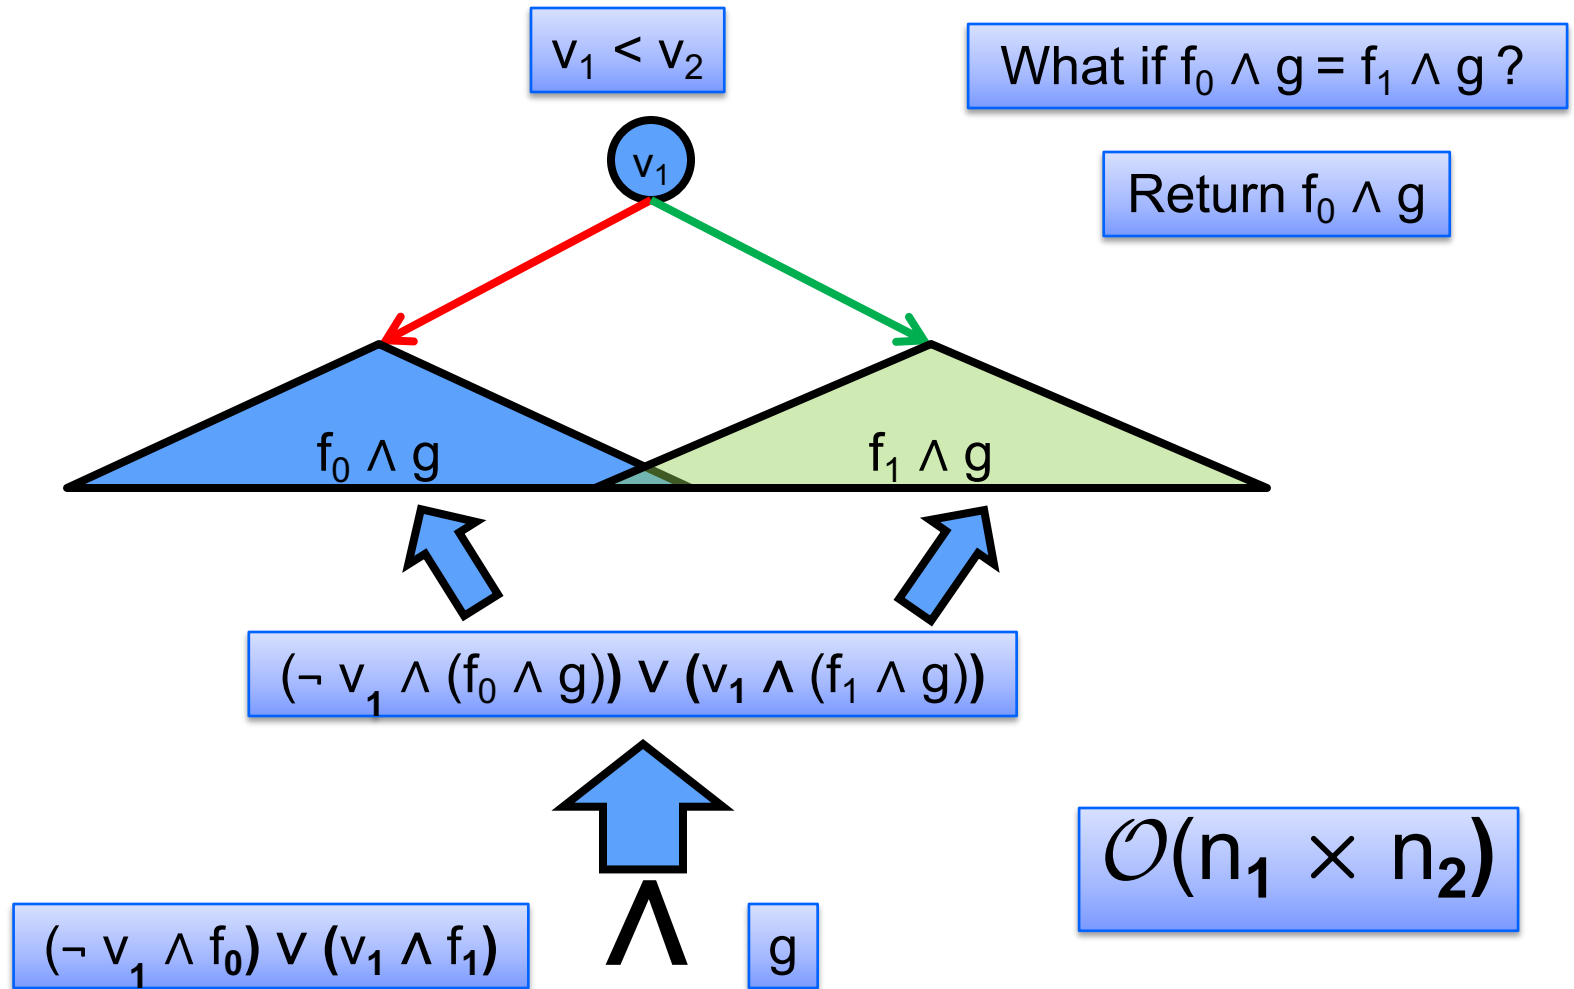 v₁ < v₂
What if f₀ ∧ g = f₁ ∧ g ?
v₁
Return f₀ ∧ g
f₀ ∧ g
f₁ ∧ g
(¬ v₁ ∧ (f₀ ∧ g)) ∨ (v₁ ∧ (f₁ ∧ g))
𝒪(n₁ × n₂)
(¬ v₁ ∧ f₀) ∨ (v₁ ∧ f₁)
∧
g